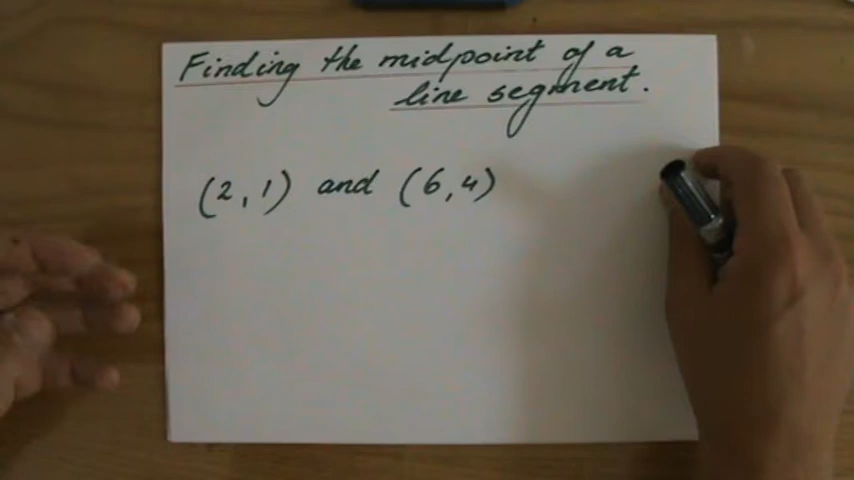 Finding the midpoint of a
line segment.
(2, 1) and (6, 4)